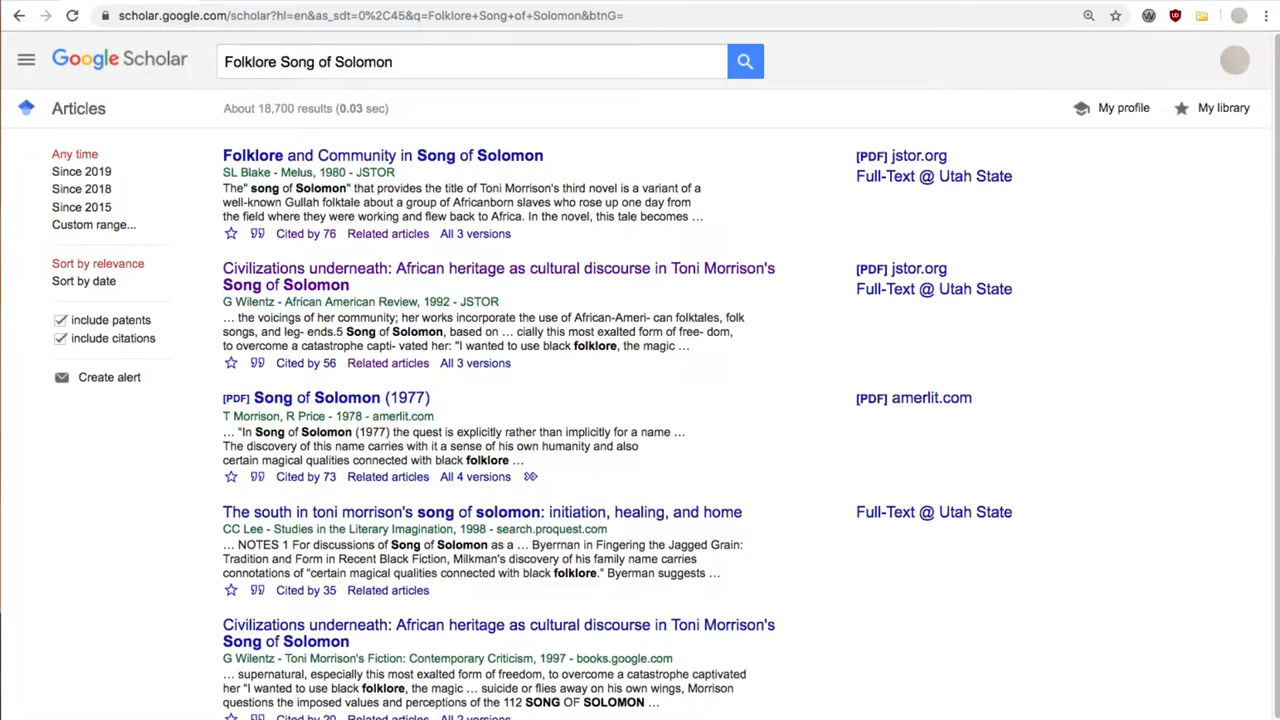 scholar.google.com/scholar?hl=en&as_sdt=0%2C45&q=Folklore+Song+of+Solomon&btnG=
Google Scholar
Folklore Song of Solomon
Articles
About 18,700 results (0.03 sec)
My profile
My library
Any time
Since 2019
Since 2018
Since 2015
Custom range...
Sort by relevance
Sort by date
include patents
include citations
Create alert
Folklore and Community in Song of Solomon
[PDF] jstor.org
SL Blake - Melus, 1980 - JSTOR
Full-Text @ Utah State
The" song of Solomon" that provides the title of Toni Morrison's third novel is a variant of a
well-known Gullah folktale about a group of Africanborn slaves who rose up one day from
the field where they were working and flew back to Africa. In the novel, this tale becomes ...
Cited by 76 Related articles All 3 versions
Civilizations underneath: African heritage as cultural discourse in Toni Morrison's
Song of Solomon
[PDF] jstor.org
Full-Text @ Utah State
G Wilentz - African American Review, 1992 - JSTOR
... the voicings of her community; her works incorporate the use of African-Ameri- can folktales, folk
songs, and leg- ends.5 Song of Solomon, based on ... cially this most exalted form of free- dom,
to overcome a catastrophe capti- vated her: "I wanted to use black folklore, the magic ...
Cited by 56 Related articles All 3 versions
[PDF] Song of Solomon (1977)
[PDF] amerlit.com
T Morrison, R Price - 1978 - amerlit.com
... "In Song of Solomon (1977) the quest is explicitly rather than implicitly for a name ...
The discovery of this name carries with it a sense of his own humanity and also
certain magical qualities connected with black folklore ...
Cited by 73 Related articles All 4 versions
The south in toni morrison's song of solomon: initiation, healing, and home
Full-Text @ Utah State
CC Lee - Studies in the Literary Imagination, 1998 - search.proquest.com
... NOTES 1 For discussions of Song of Solomon as a ... Byerman in Fingering the Jagged Grain:
Tradition and Form in Recent Black Fiction, Milkman's discovery of his family name carries
connotations of "certain magical qualities connected with black folklore." Byerman suggests ...
Cited by 35 Related articles
Civilizations underneath: African heritage as cultural discourse in Toni Morrison's
Song of Solomon
G Wilentz - Toni Morrison's Fiction: Contemporary Criticism, 1997 - books.google.com
... supernatural, especially this most exalted form of freedom, to overcome a catastrophe captivated
her "I wanted to use black folklore, the magic ... suicide or flies away on his own wings, Morrison
questions the imposed values and perceptions of the 112 SONG OF SOLOMON ...
Cited by 20 Related articles All 2 versions